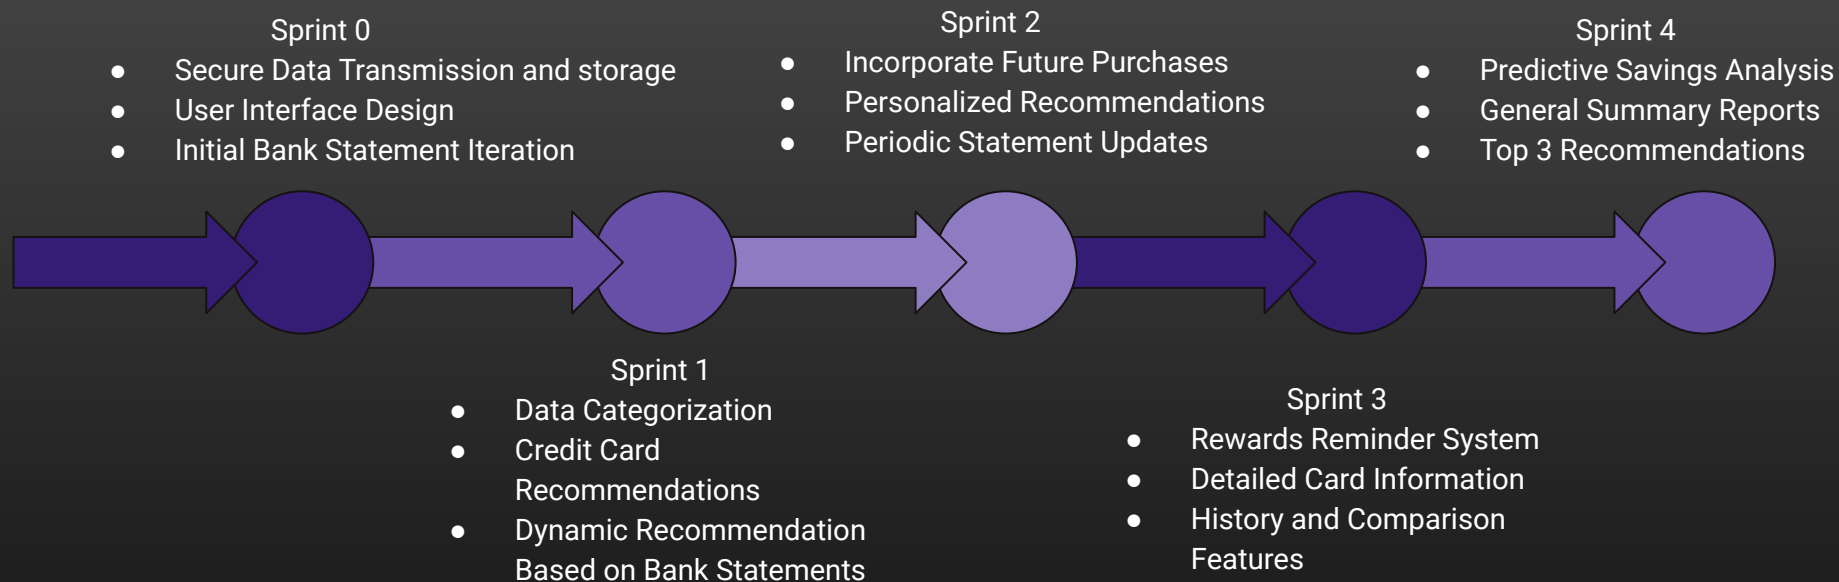 Sprint 0
● Secure Data Transmission and storage
● User Interface Design
● Initial Bank Statement Iteration
Sprint 1
● Data Categorization
● Credit Card
Recommendations
● Dynamic Recommendation
Based on Bank Statements
Sprint 2
● Incorporate Future Purchases
● Personalized Recommendations
● Periodic Statement Updates
Sprint 3
● Rewards Reminder System
● Detailed Card Information
● History and Comparison
Features
Sprint 4
● Predictive Savings Analysis
● General Summary Reports
● Top 3 Recommendations